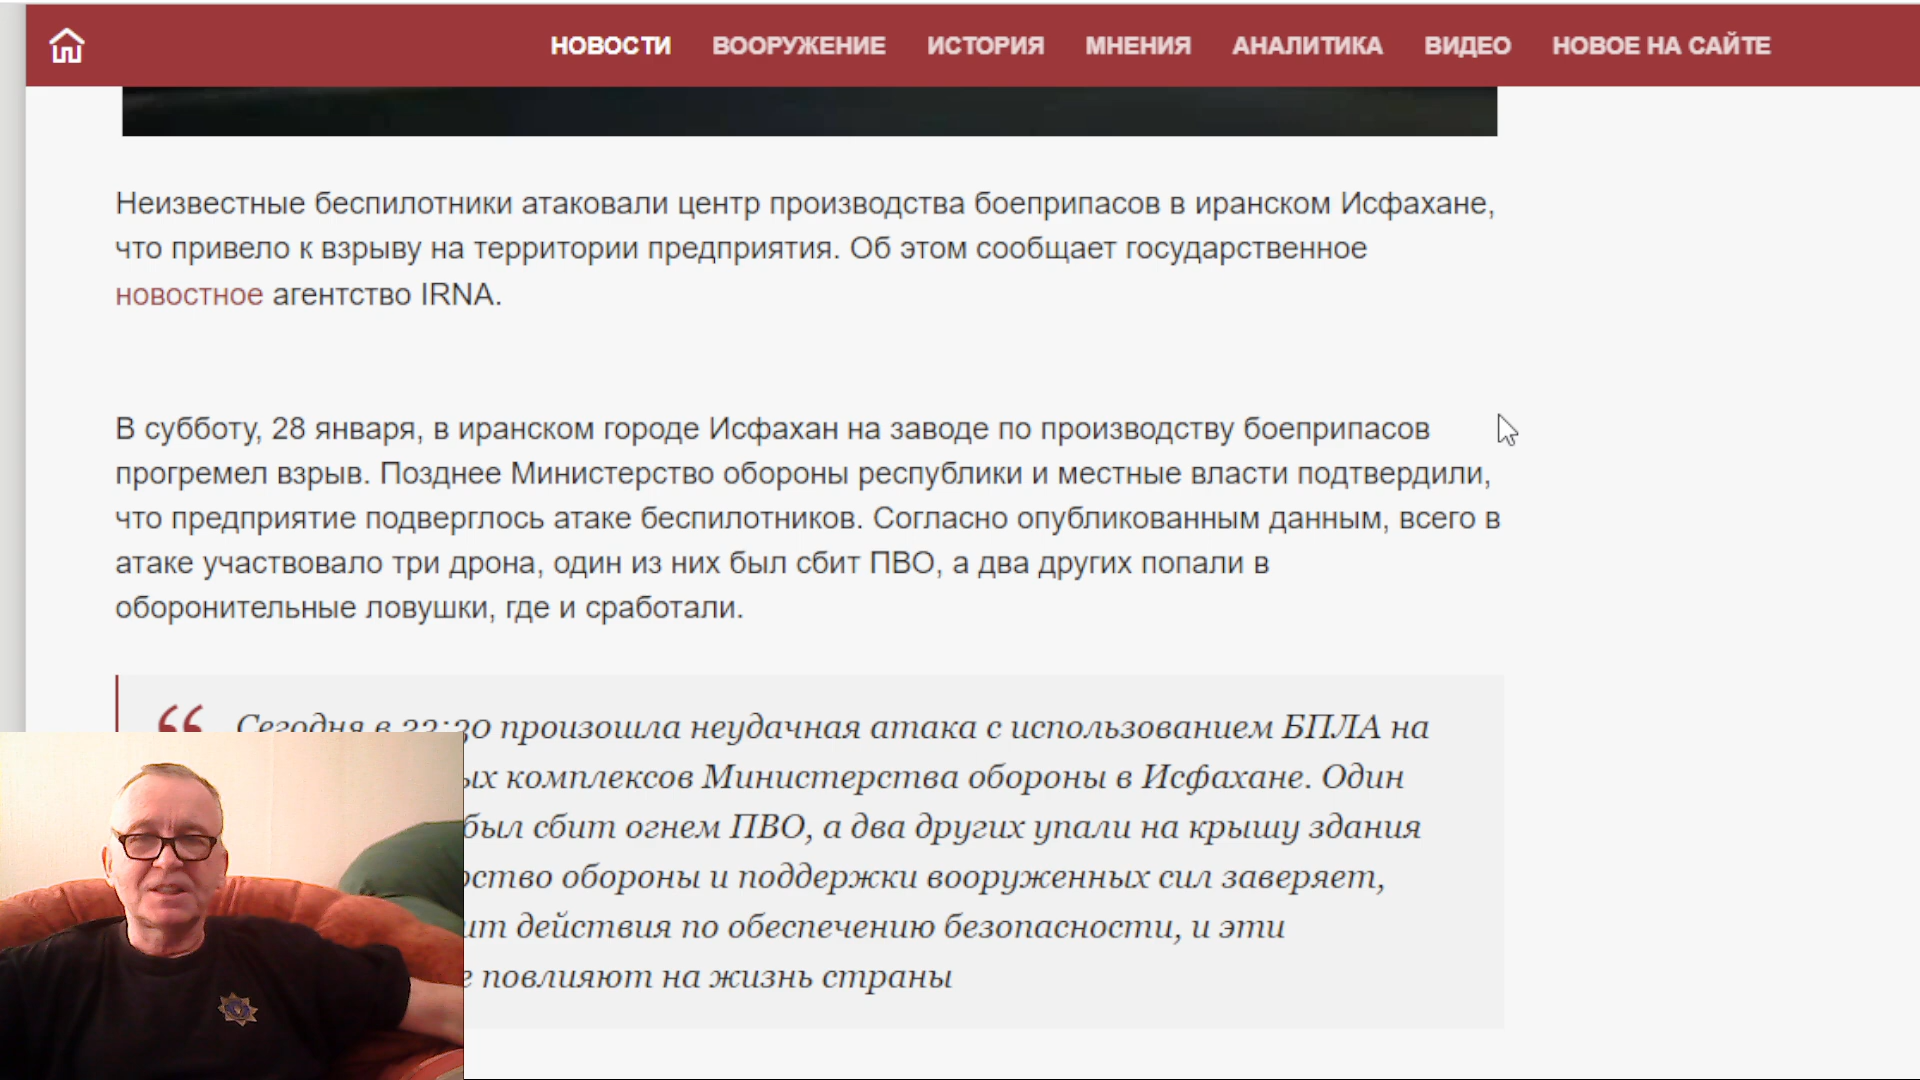 НОВОСТИ ВООРУЖЕНИЕ ИСТОРИЯ МНЕНИЯ АНАЛИТИКА ВИДЕО НОВОЕ НА САЙТЕ
Неизвестные беспилотники атаковали центр производства боеприпасов в иранском Исфахане,
что привело к взрыву на территории предприятия. Об этом сообщает государственное
новостное агентство IRNA.
В субботу, 28 января, в иранском городе Исфахан на заводе по производству боеприпасов
прогремел взрыв. Позднее Министерство обороны республики и местные власти подтвердили,
что предприятие подверглось атаке беспилотников. Согласно опубликованным данным, всего в
атаке участвовало три дрона, один из них был сбит ПВО, а два других попали в
оборонительные ловушки, где и сработали.
“ Сегодня в произошла неудачная атака с использованием БПЛА на
комплексов Министерства обороны в Исфахане. Один
был сбит огнем ПВО, а два других упали на крышу здания
обороны и поддержки вооруженных сил заверяет,
действия по обеспечению безопасности, и эти
повлияют на жизнь страны